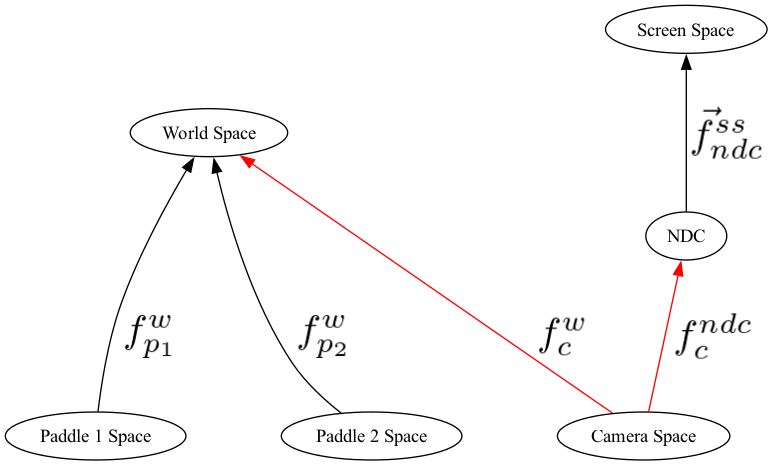 Screen Space
World Space
$\vec{f}_{ndc}^{ss}$
NDC
$f_{p_1}^{w}$
$f_{p_2}^{w}$
$f_{c}^{w}$
$f_{c}^{ndc}$
Paddle 1 Space
Paddle 2 Space
Camera Space